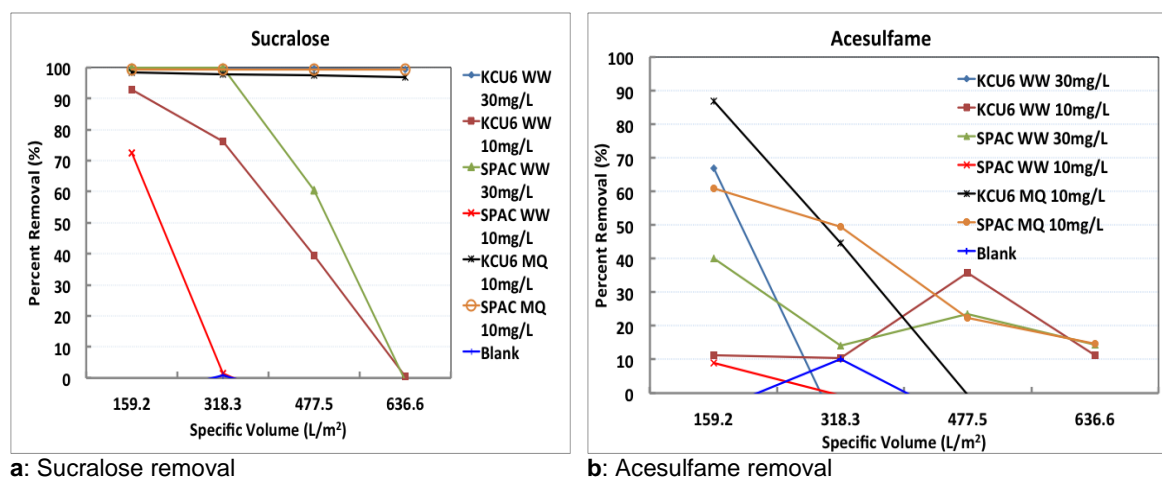 Sucralose
Percent Removal (%)
100
90
80
70
60
50
40
30
20
10
0
159.2 318.3 477.5 636.6
Specific Volume (L/m²)
KCU6 WW
30mg/L
KCU6 WW
10mg/L
SPAC WW
30mg/L
SPAC WW
10mg/L
KCU6 MQ
10mg/L
SPAC MQ
10mg/L
Blank
a: Sucralose removal
Acesulfame
Percent Removal (%)
100
90
80
70
60
50
40
30
20
10
0
159.2 318.3 477.5 636.6
Specific Volume (L/m²)
KCU6 WW 30mg/L
KCU6 WW 10mg/L
SPAC WW 30mg/L
SPAC WW 10mg/L
KCU6 MQ 10mg/L
SPAC MQ 10mg/L
Blank
b: Acesulfame removal